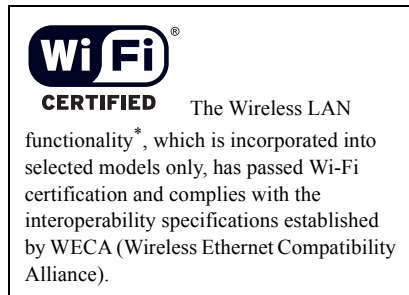 Wi Fi®
CERTIFIED
The Wireless LAN
functionality*, which is incorporated into
selected models only, has passed Wi-Fi
certification and complies with the
interoperability specifications established
by WECA (Wireless Ethernet Compatibility
Alliance).